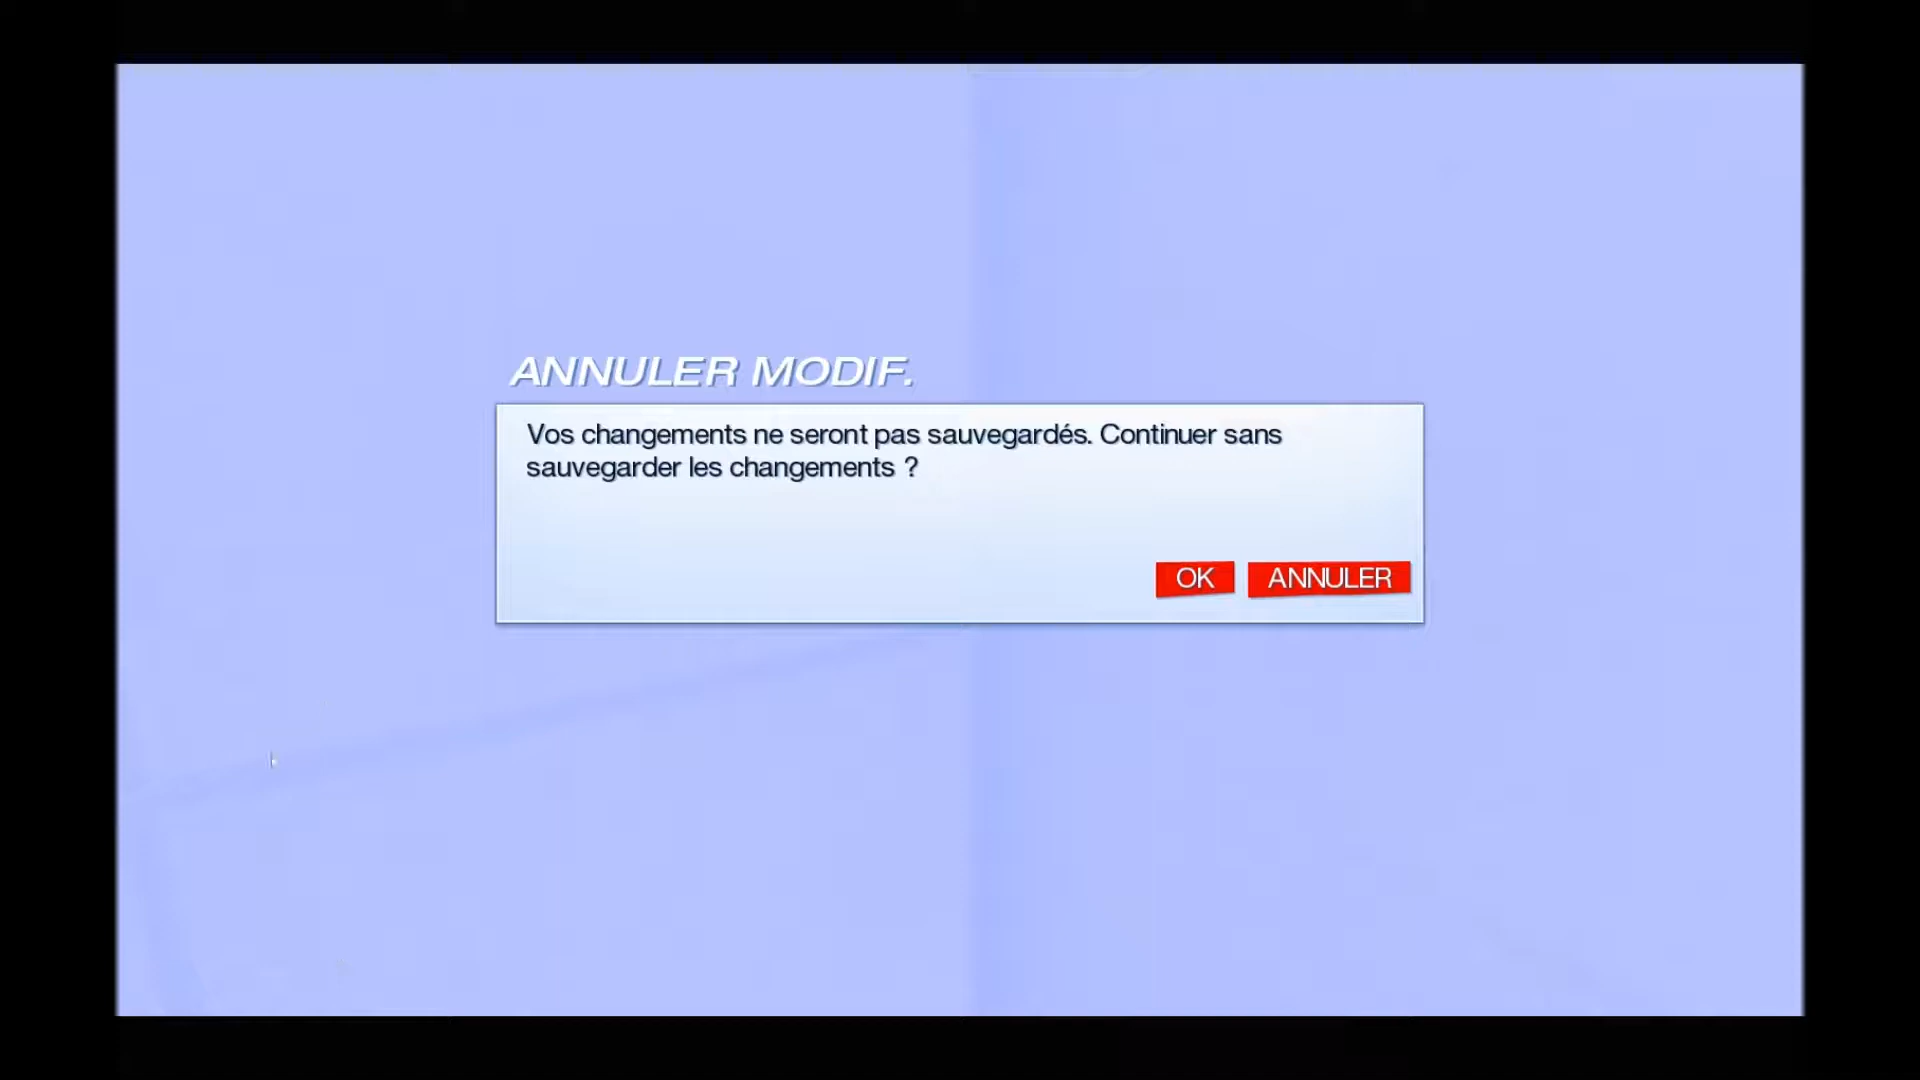 ANNULER MODIF.
Vos changements ne seront pas sauvegardés. Continuer sans
sauvegarder les changements ?
OK
ANNULER